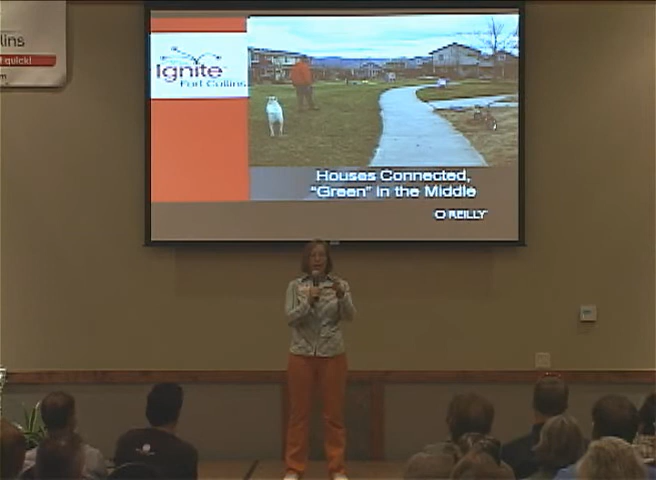 lins
quick!
Ignite
Fort Collins
Houses Connected,
"Green" in the Middle
O'REILLY